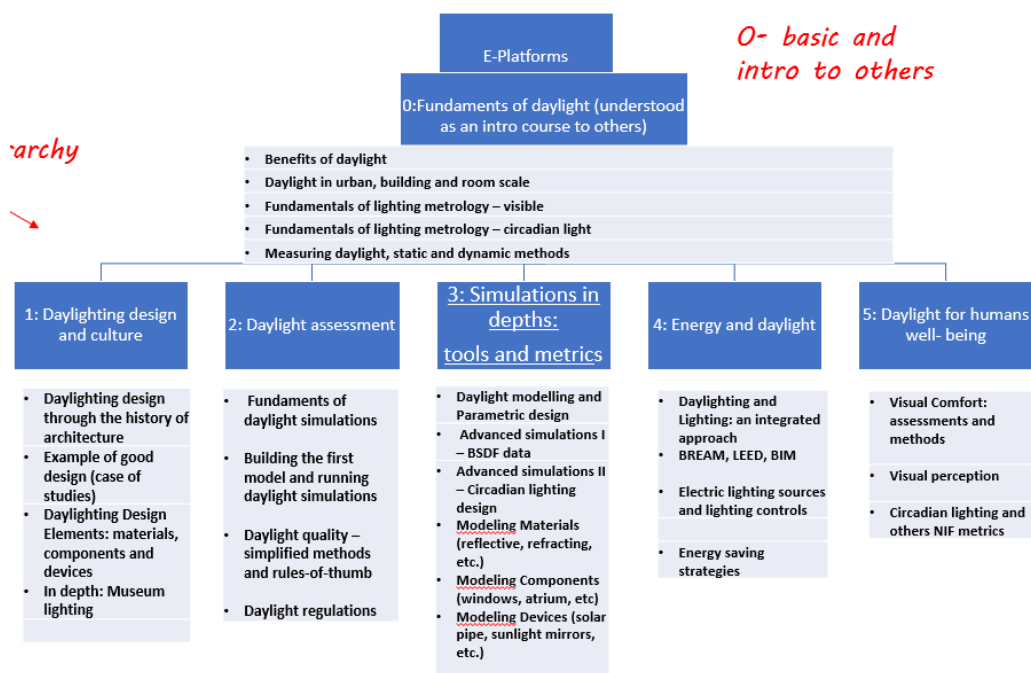 E-Platforms
O- basic and
intro to others
0:Fundaments of daylight (understood
as an intro course to others)
rarchy
• Benefits of daylight
• Daylight in urban, building and room scale
• Fundamentals of lighting metrology – visible
• Fundamentals of lighting metrology – circadian light
• Measuring daylight, static and dynamic methods
1: Daylighting design
and culture
• Daylighting design
through the history of
architecture
• Example of good
design (case of
studies)
• Daylighting Design
Elements: materials,
components and
devices
• In depth: Museum
lighting
2: Daylight assessment
• Fundaments of
daylight simulations
• Building the first
model and running
daylight simulations
• Daylight quality –
simplified methods
and rules-of-thumb
• Daylight regulations
3: Simulations in
depths:
tools and metrics
• Daylight modelling and
Parametric design
• Advanced simulations I
– BSDF data
• Advanced simulations II
– Circadian lighting
design
• Modeling Materials
(reflective, refracting,
etc.)
• Modeling Components
(windows, atrium, etc)
• Modeling Devices (solar
pipe, sunlight mirrors,
etc.)
4: Energy and daylight
• Daylighting and
Lighting: an integrated
approach
• BREAM, LEED, BIM
• Electric lighting sources
and lighting controls
• Energy saving
strategies
5: Daylight for humans
well- being
• Visual Comfort:
assessments and
methods
• Visual perception
• Circadian lighting and
others NIF metrics